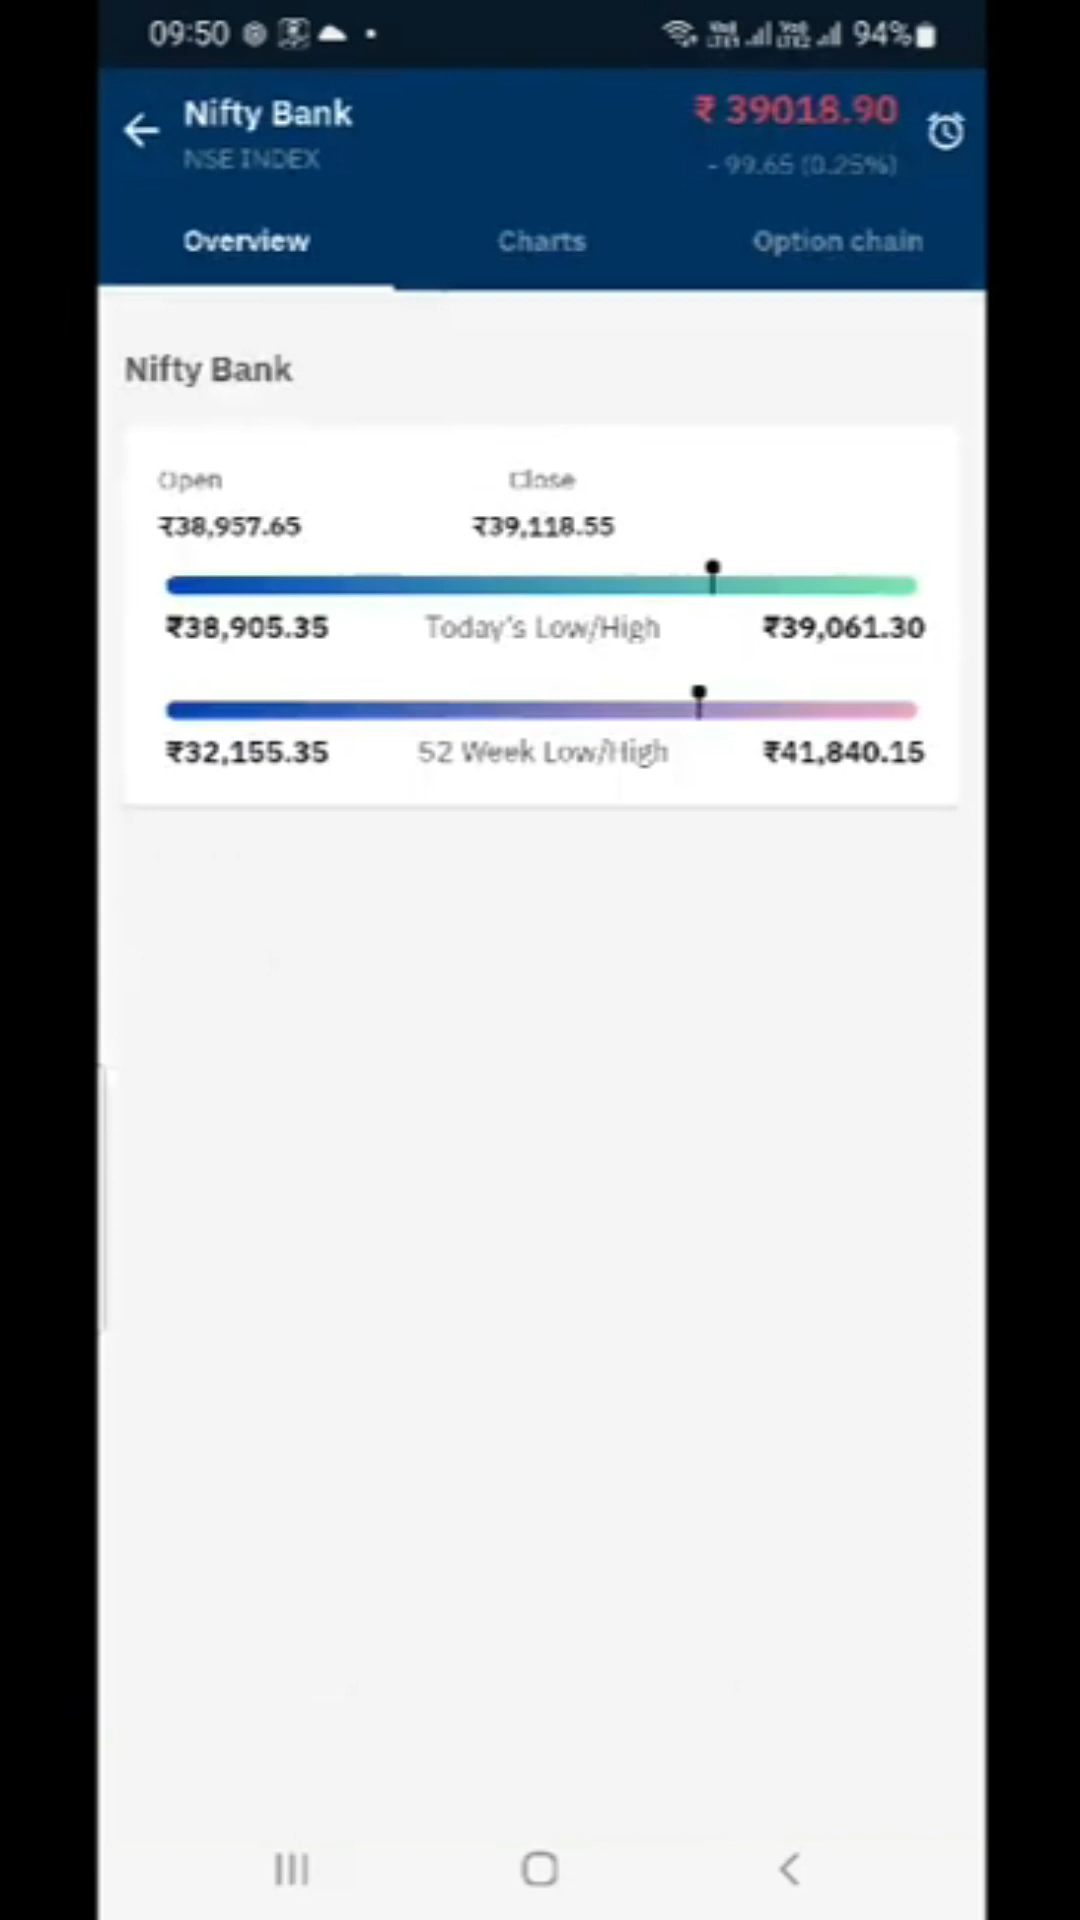 09:50 94%
Nifty Bank ₹ 39018.90
NSE INDEX - 99.65 (0.25%)
Overview Charts Option chain
Nifty Bank
Open Close
₹38,957.65 ₹39,118.55
₹38,905.35 Today's Low/High ₹39,061.30
₹32,155.35 52 Week Low/High ₹41,840.15